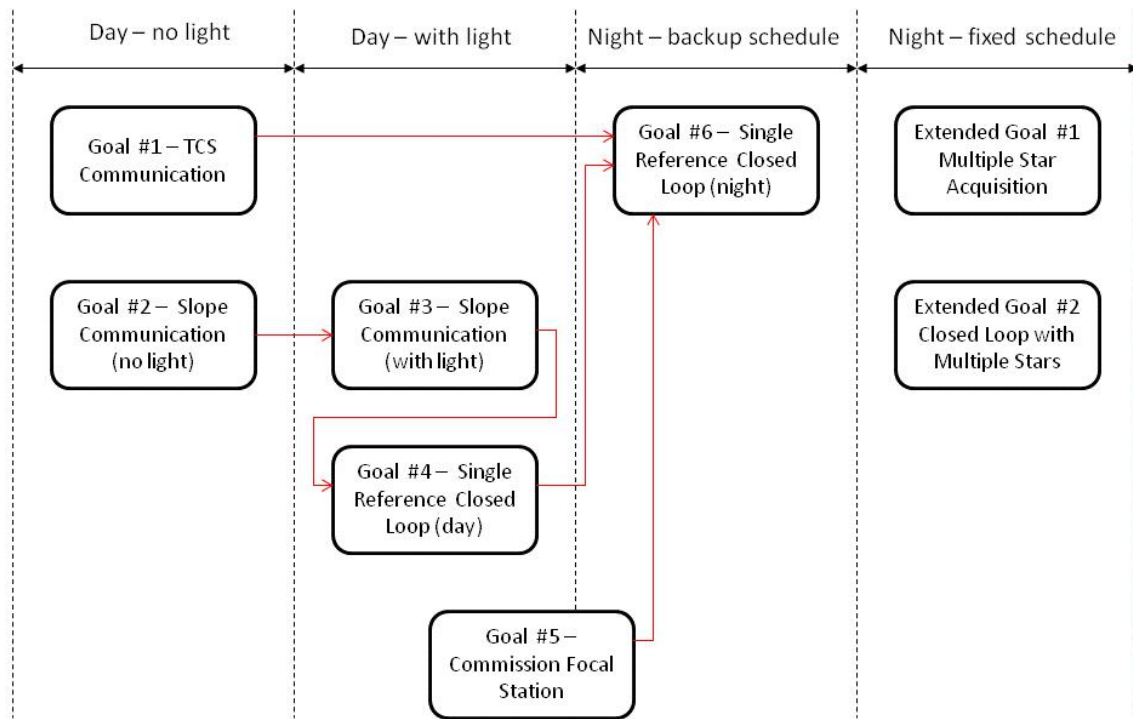 Day – no light
Day – with light
Night – backup schedule
Night – fixed schedule
Goal #1 – TCS
Communication
Goal #6 – Single
Reference Closed
Loop (night)
Extended Goal #1
Multiple Star
Acquisition
Goal #2 – Slope
Communication
(no light)
Goal #3 – Slope
Communication
(with light)
Extended Goal #2
Closed Loop with
Multiple Stars
Goal #4 – Single
Reference Closed
Loop (day)
Goal #5 –
Commission Focal
Station